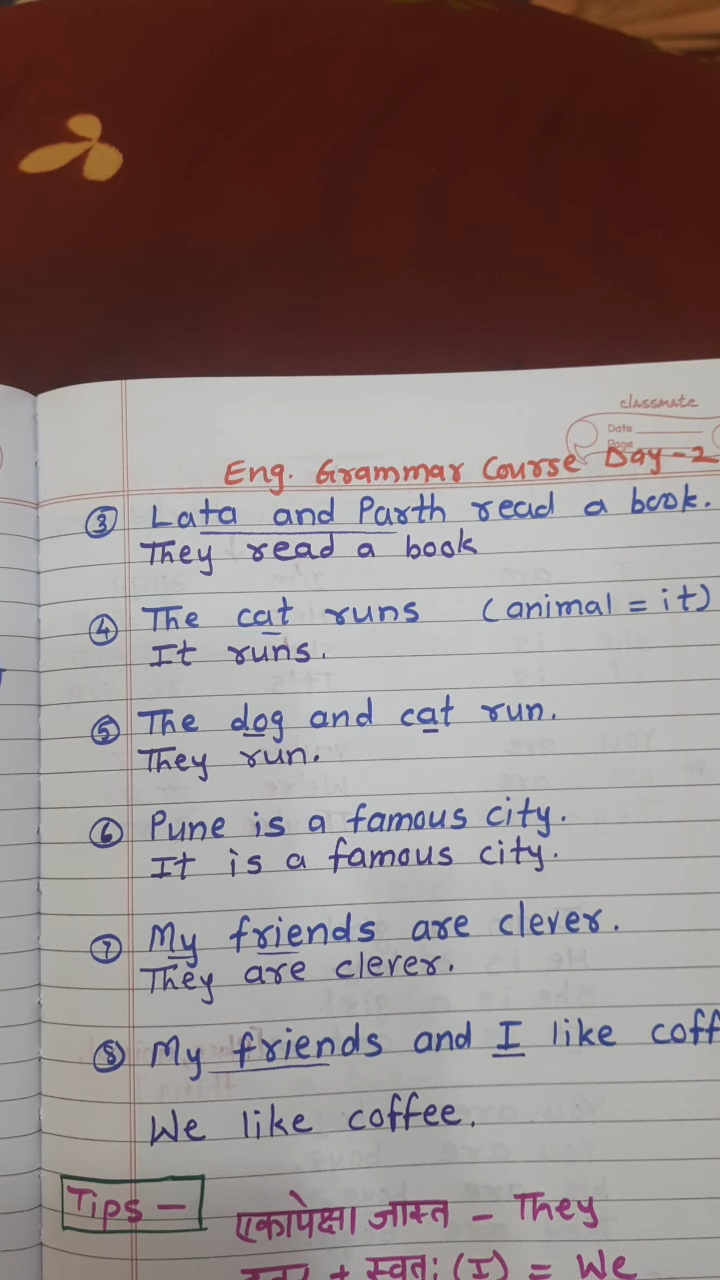 classmate
Date
Page
Eng. Grammar Course Day-2
③ Lata and Parth read a book.
They read a book
④ The cat runs (animal = it)
It runs.
⑤ The dog and cat run.
They run.
⑥ Pune is a famous city.
It is a famous city.
⑦ My friends are clever.
They are clever.
⑧ My friends and I like coff
We like coffee.
Tips - एकापेक्षा जास्त - They
+ स्वतः (I) = We